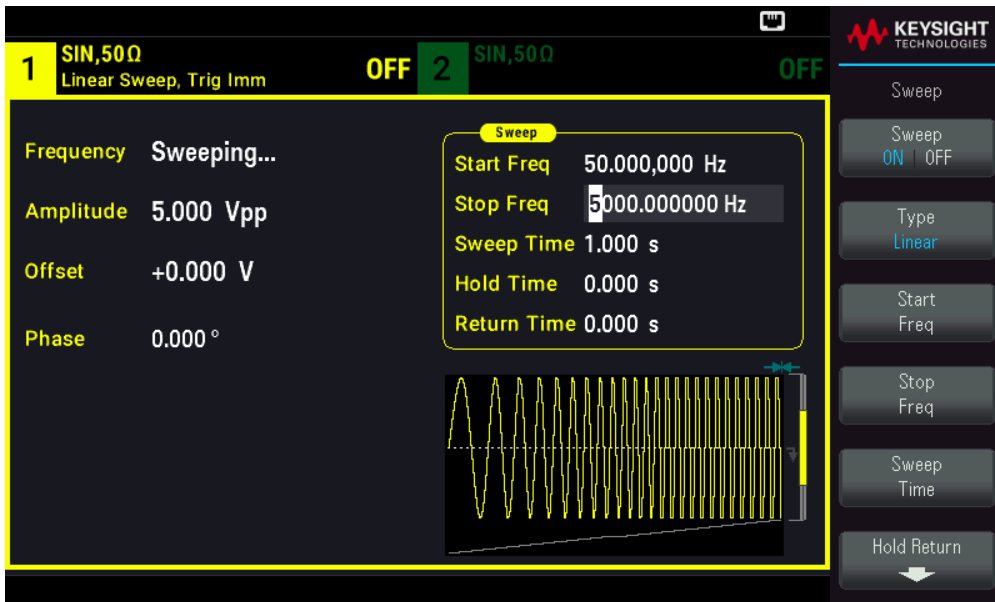 1
SIN,50Ω
Linear Sweep, Trig Imm
OFF
2
SIN,50Ω
OFF
Frequency Sweeping...
Amplitude 5.000 Vpp
Offset +0.000 V
Phase 0.000 °
Sweep
Start Freq 50.000,000 Hz
Stop Freq 5000.000000 Hz
Sweep Time 1.000 s
Hold Time 0.000 s
Return Time 0.000 s
KEYSIGHT
TECHNOLOGIES
Sweep
Sweep
ON | OFF
Type
Linear
Start
Freq
Stop
Freq
Sweep
Time
Hold Return